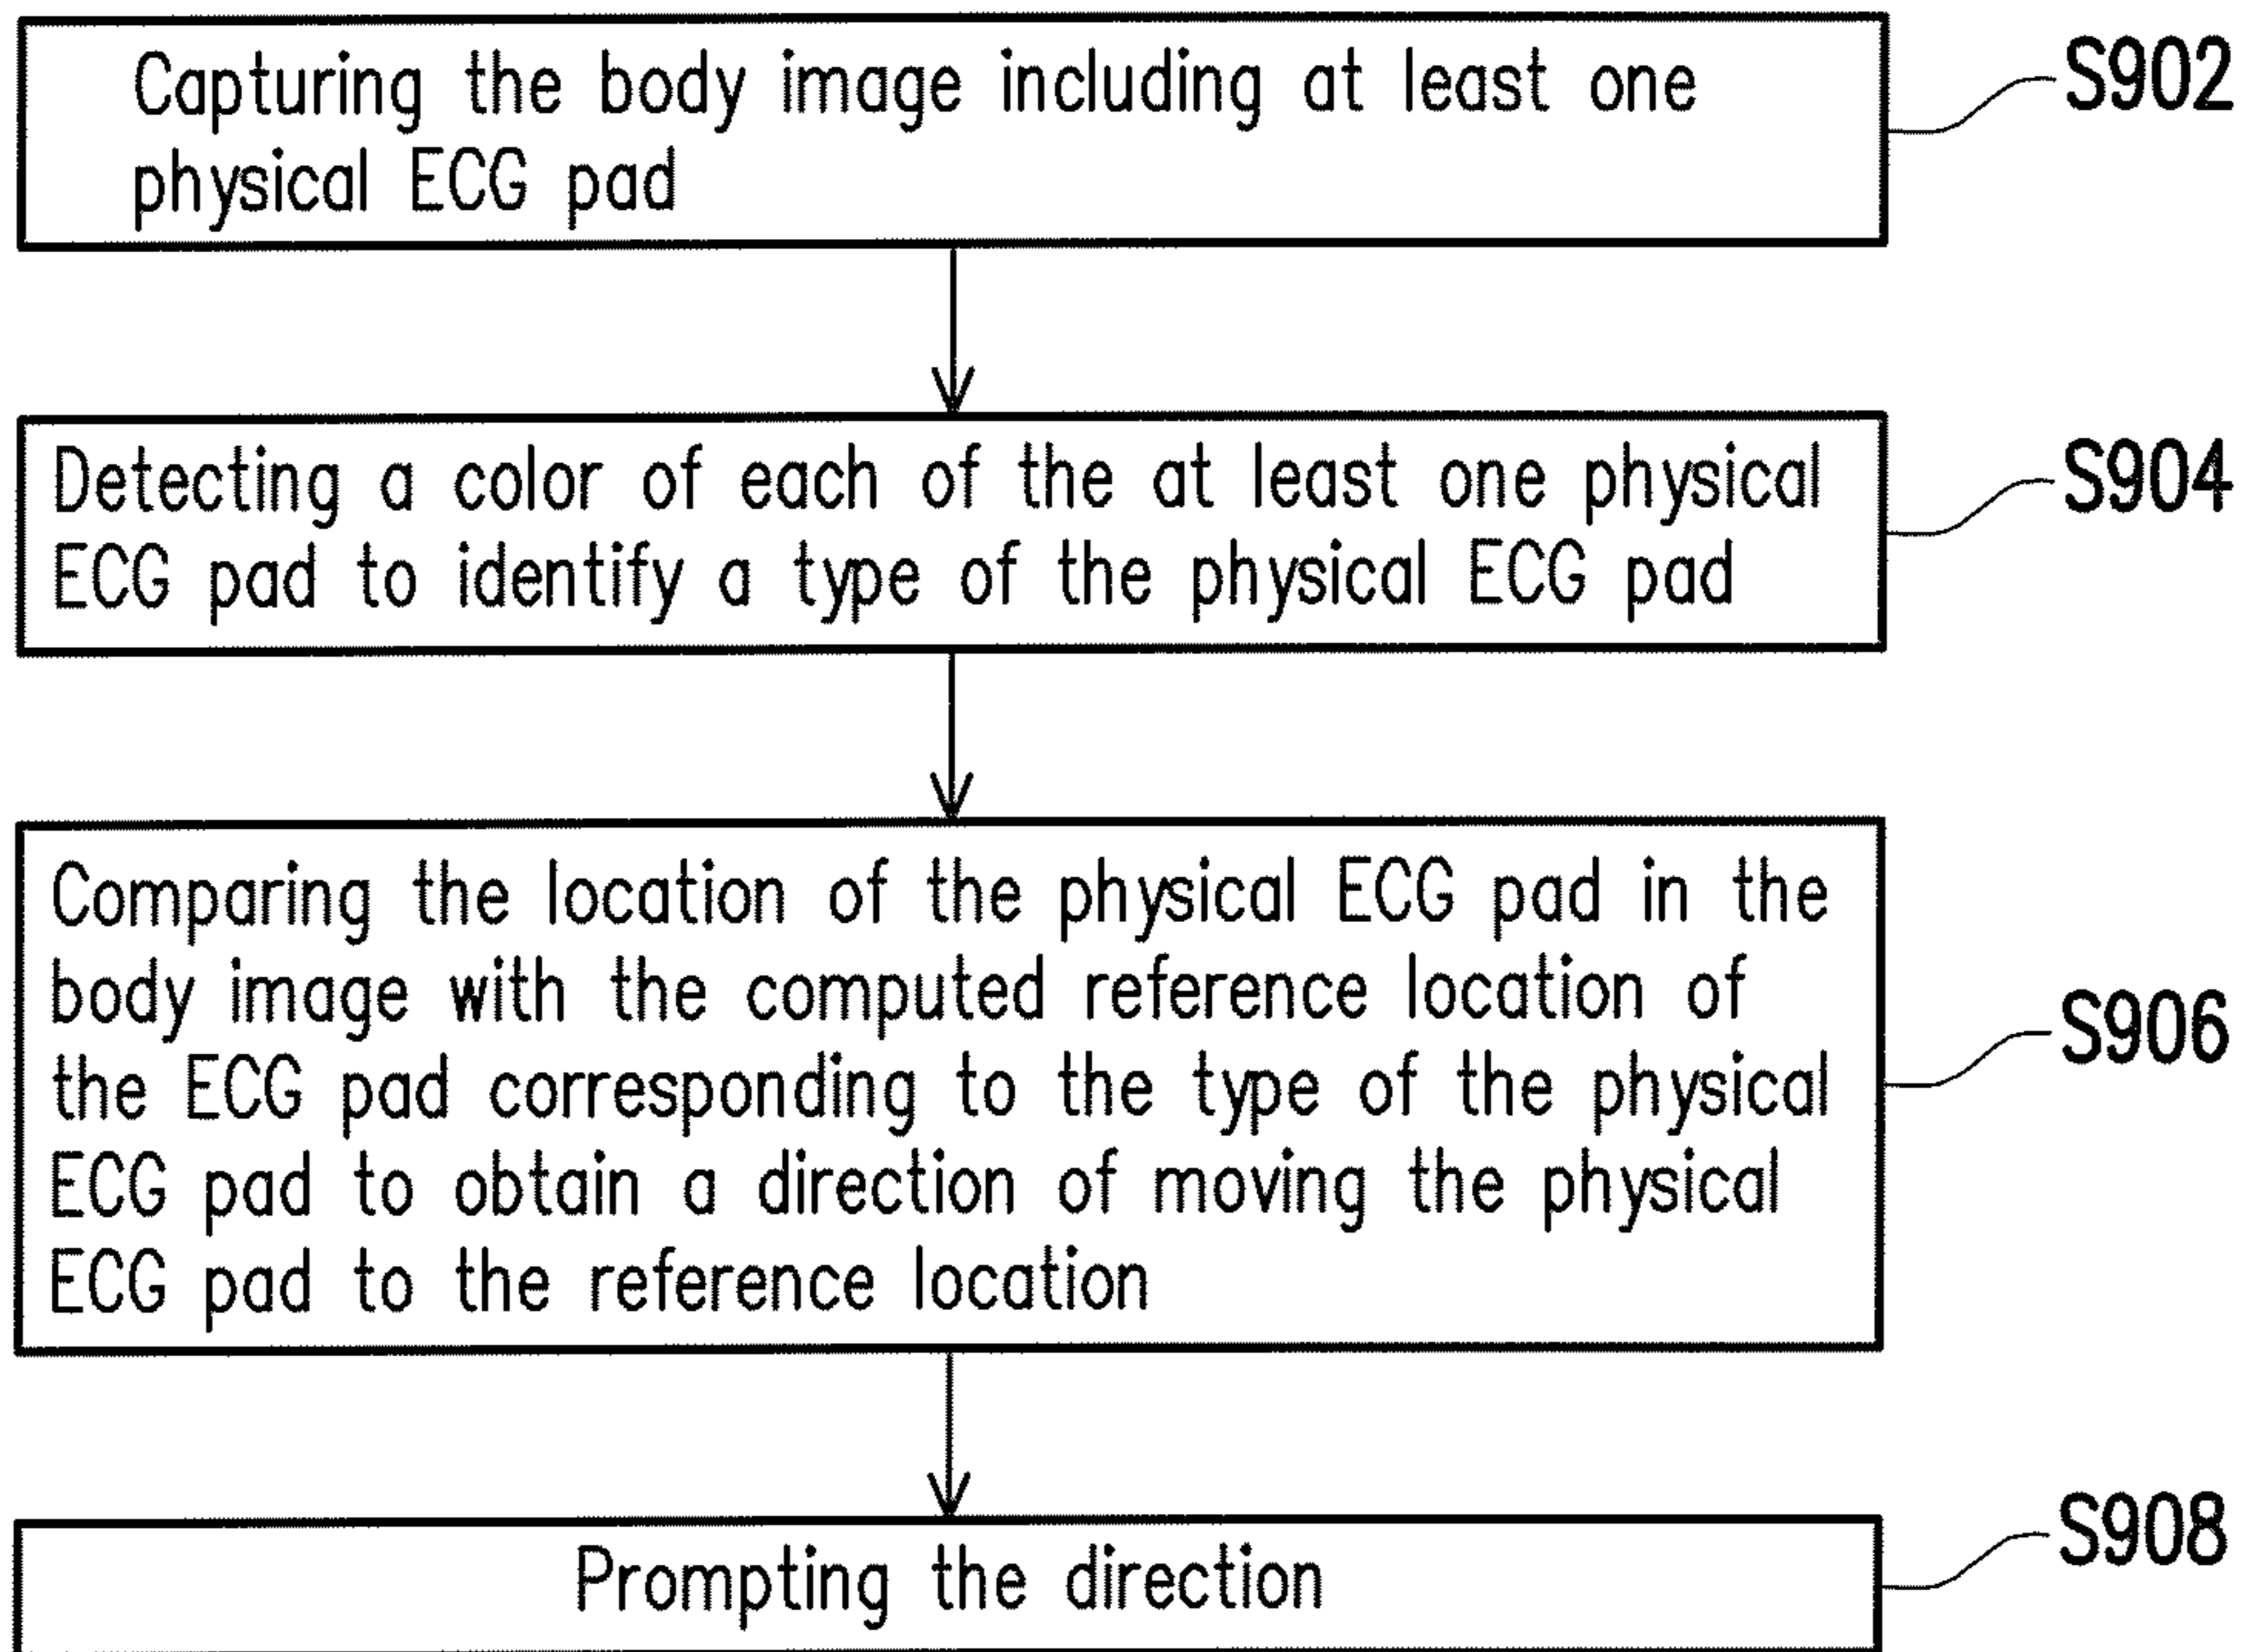 Capturing the body image including at least one
physical ECG pad
S902
Detecting a color of each of the at least one physical
ECG pad to identify a type of the physical ECG pad
S904
Comparing the location of the physical ECG pad in the
body image with the computed reference location of
the ECG pad corresponding to the type of the physical
ECG pad to obtain a direction of moving the physical
ECG pad to the reference location
S906
Prompting the direction
S908